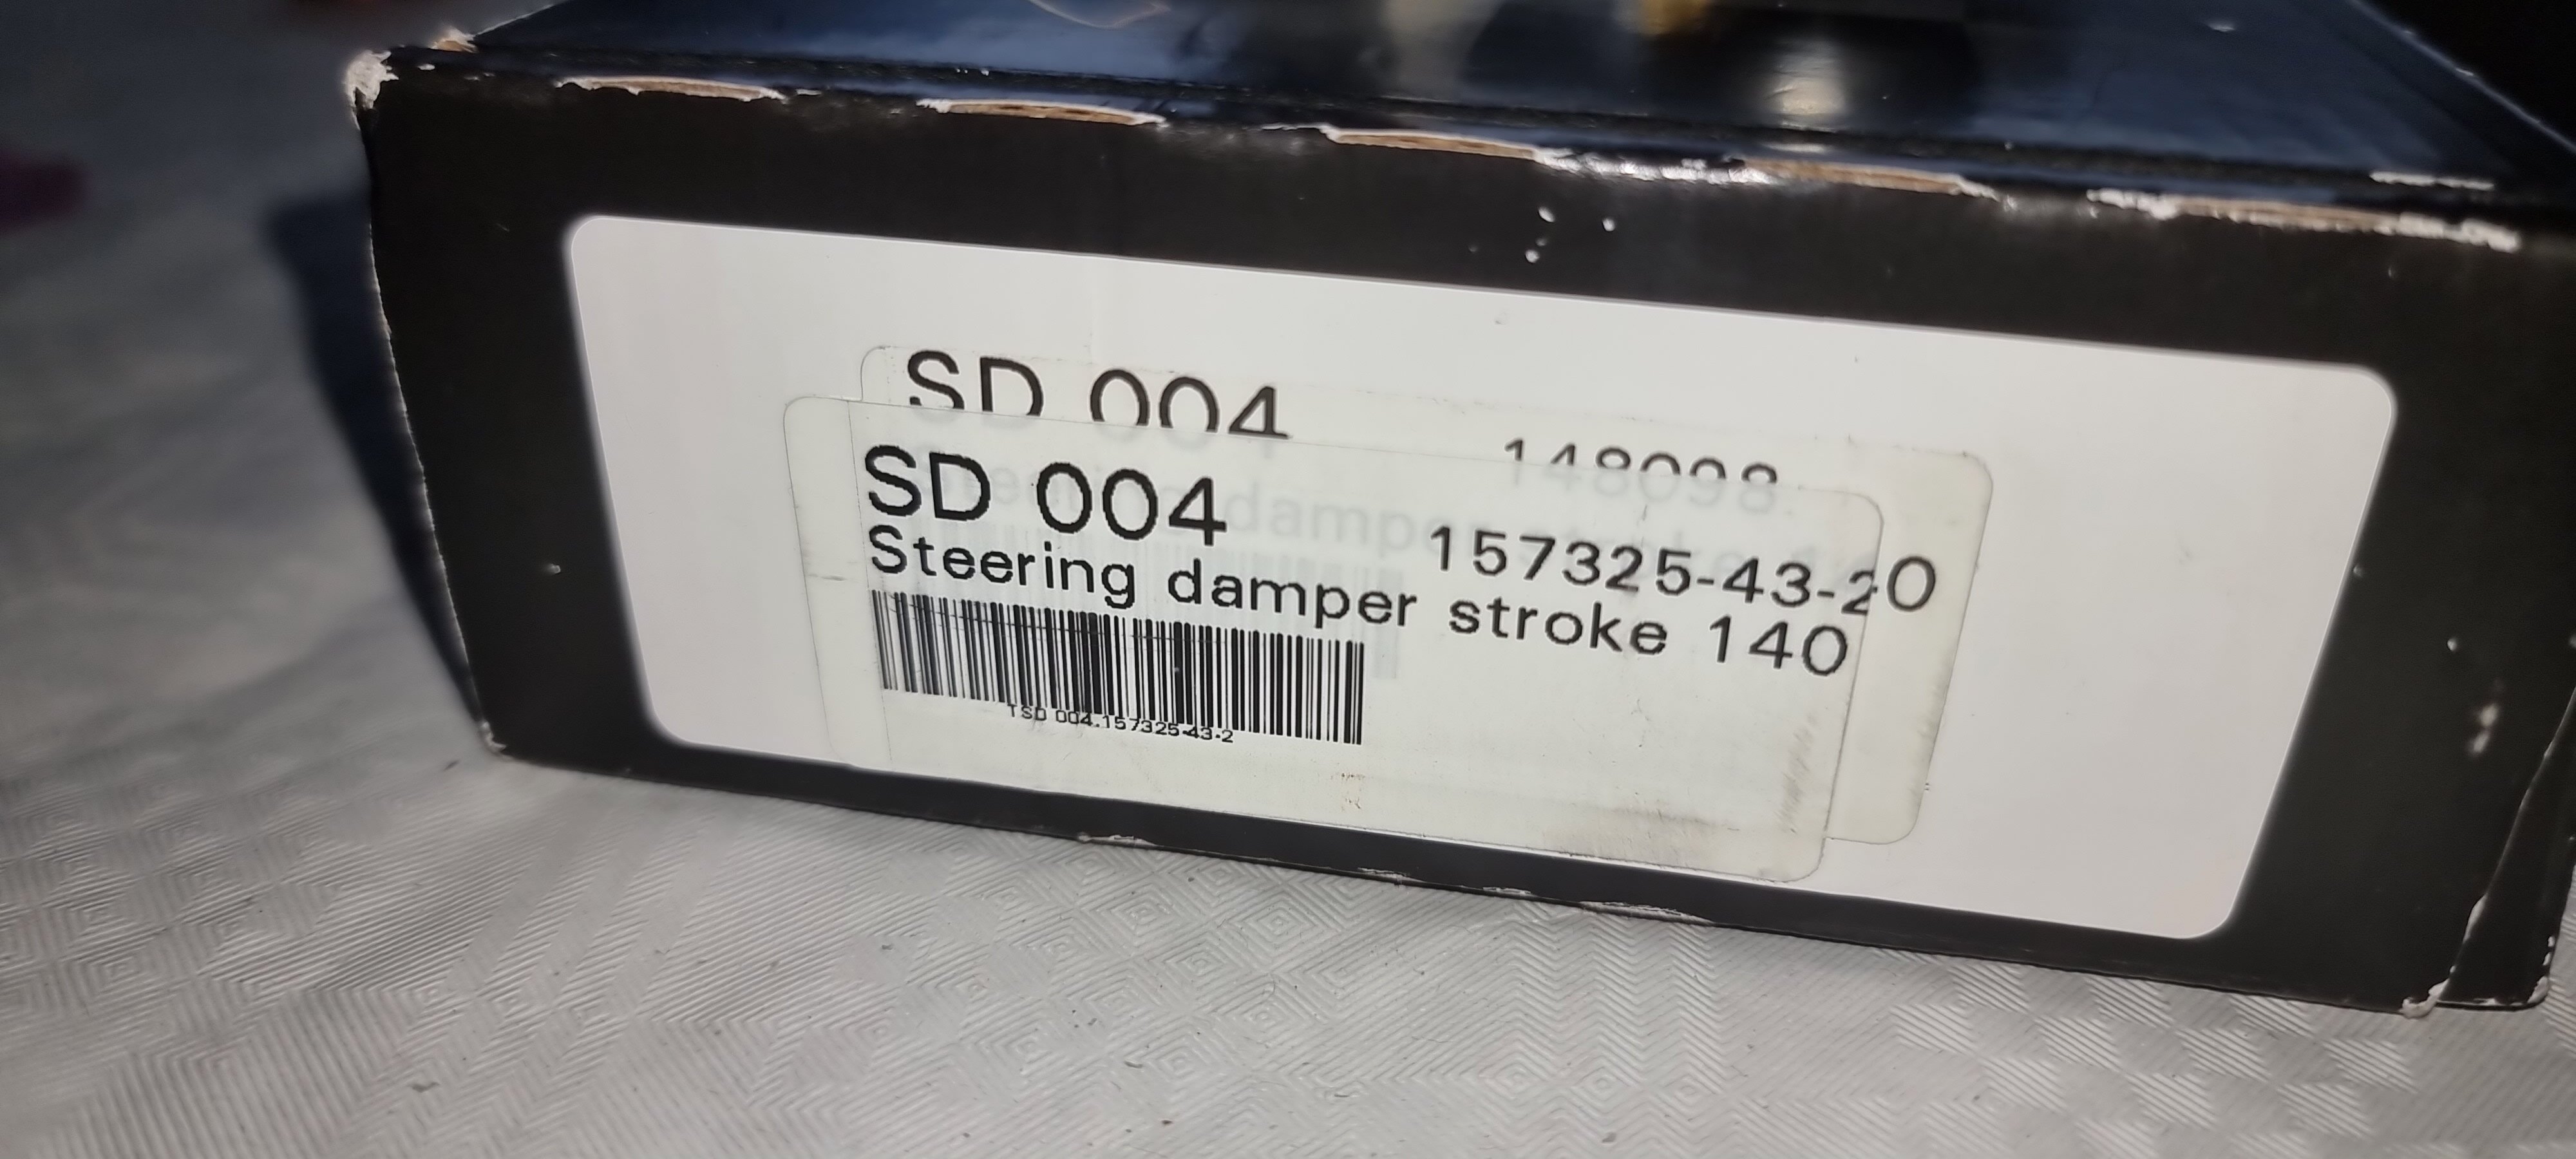 SD 004
148098
SD 004
157325-43-20
Steering damper stroke 140
TSD 004.157325-43-2